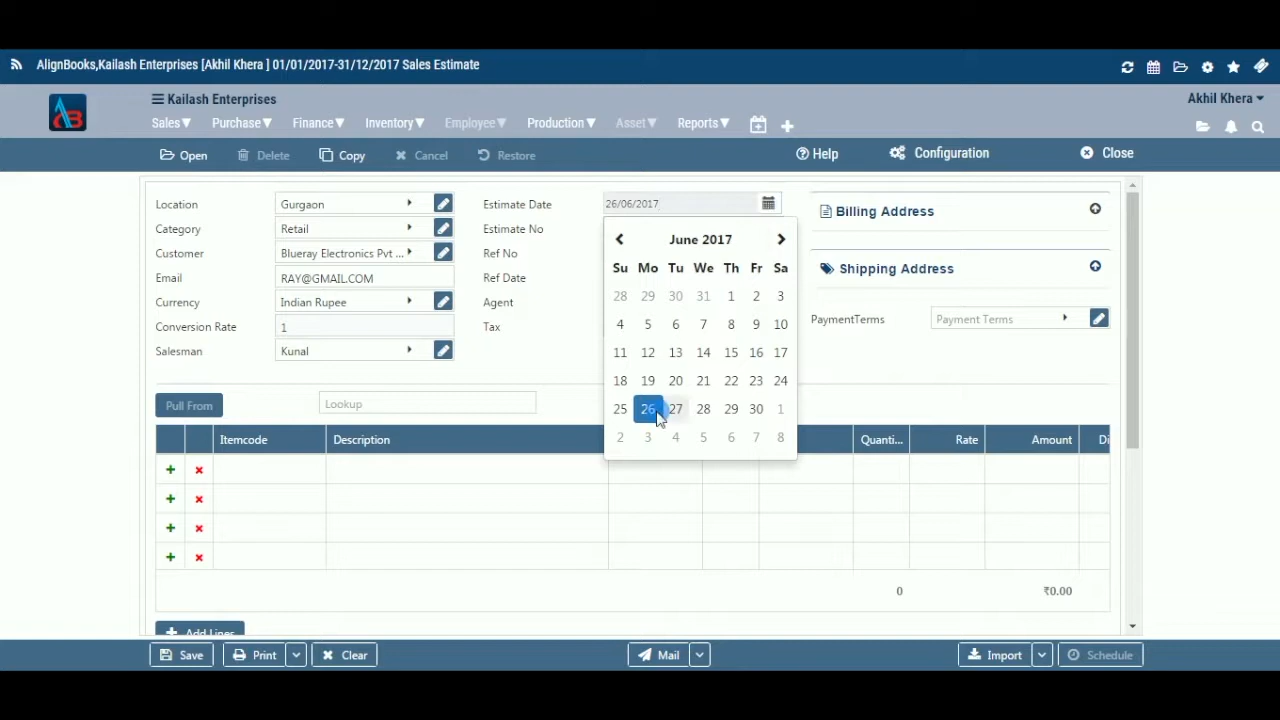 AlignBooks,Kailash Enterprises [Akhil Khera ] 01/01/2017-31/12/2017 Sales Estimate
AB
Kailash Enterprises
Akhil Khera
Sales Purchase Finance Inventory Employee Production Asset Reports
Open Delete Copy Cancel Restore Help Configuration Close
Location Gurgaon
Category Retail
Customer Blueray Electronics Pvt ...
Email RAY@GMAIL.COM
Currency Indian Rupee
Conversion Rate 1
Salesman Kunal
Estimate Date 26/06/2017
Estimate No
Ref No
Ref Date
Agent
Tax
June 2017
Su Mo Tu We Th Fr Sa
28 29 30 31 1 2 3
4 5 6 7 8 9 10
11 12 13 14 15 16 17
18 19 20 21 22 23 24
25 26 27 28 29 30 1
2 3 4 5 6 7 8
Billing Address
Shipping Address
PaymentTerms Payment Terms
Pull From Lookup
Itemcode Description Quanti... Rate Amount Di
0 ₹0.00
Add Lines
Save Print Clear Mail Import Schedule